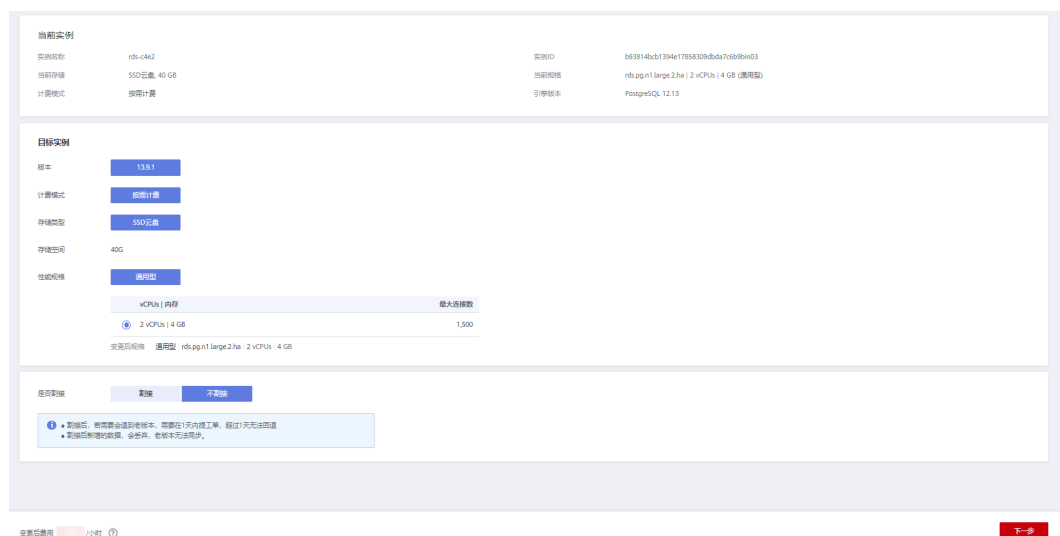 当前实例
实例名称 rds-c4e2 实例ID b93814bcb1394e17858309dbda7c6b9bin03
当前存储 SSD云盘, 40 GB 当前规格 rds.pg.n1.large.2.ha | 2 vCPUs | 4 GB (通用型)
计费模式 按需计费 引擎版本 PostgreSQL 12.13
目标实例
版本 13.9.1
计费模式 按需计费
存储类型 SSD云盘
存储空间 40G
性能规格 通用型
vCPUs | 内存 最大连接数
2 vCPUs | 4 GB 1,500
变更后规格 通用型 | rds.pg.n1.large.2.ha | 2 vCPUs | 4 GB
是否割接 割接 不割接
● 割接后，若需要会退到老版本，需要在1天内提工单，超过1天无法回退
● 割接后新增的数据，会丢弃，老版本无法同步。
变更后费用 /小时
下一步